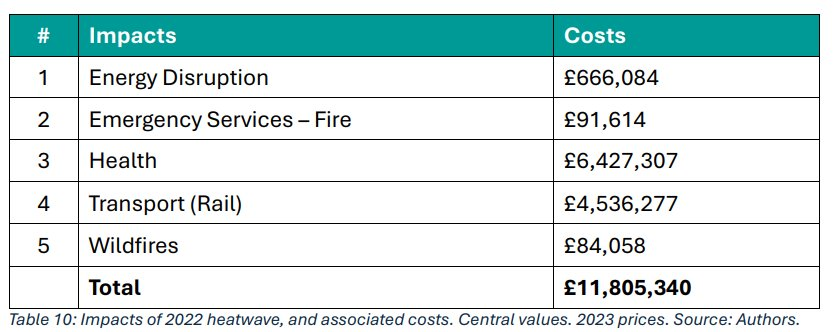 # Impacts Costs
1 Energy Disruption £666,084
2 Emergency Services – Fire £91,614
3 Health £6,427,307
4 Transport (Rail) £4,536,277
5 Wildfires £84,058
Total £11,805,340
Table 10: Impacts of 2022 heatwave, and associated costs. Central values. 2023 prices. Source: Authors.